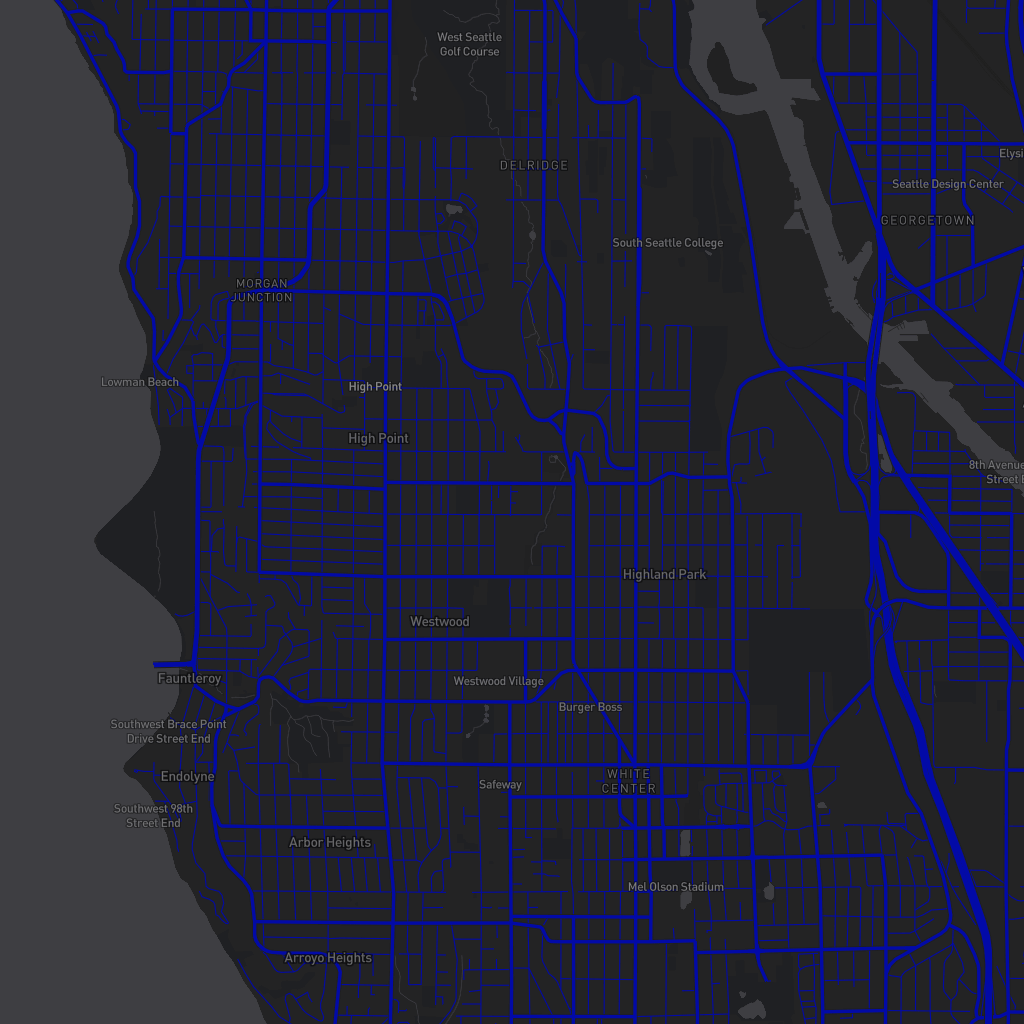 West Seattle
Golf Course
DELRIDGE
Elysi
Seattle Design Center
GEORGETOWN
South Seattle College
MORGAN
JUNCTION
Lowman Beach
High Point
High Point
8th Avenue
Street E
Highland Park
Westwood
Fauntleroy
Westwood Village
Burger Boss
Southwest Brace Point
Drive Street End
Endolyne
WHITE
CENTER
Safeway
Southwest 98th
Street End
Arbor Heights
Mel Olson Stadium
Arroyo Heights